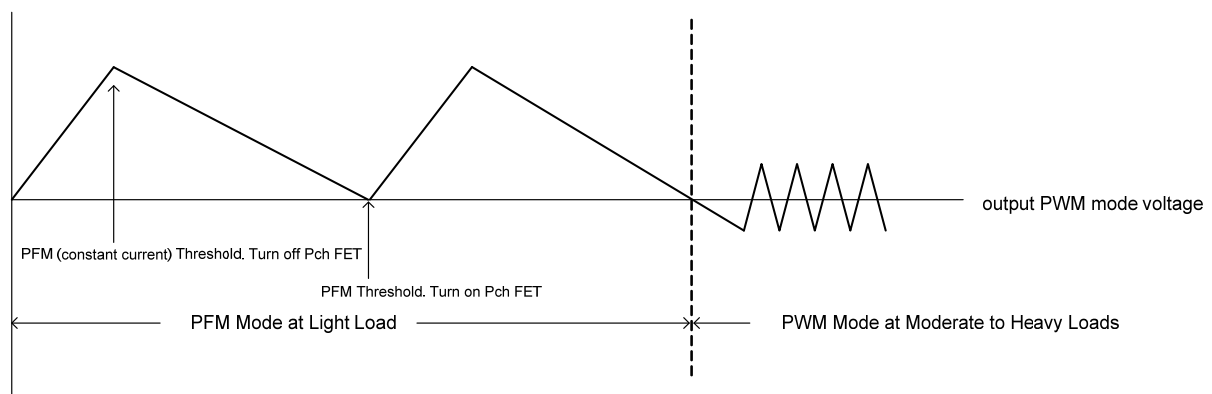 output PWM mode voltage
PFM (constant current) Threshold. Turn off Pch FET
PFM Threshold. Turn on Pch FET
PFM Mode at Light Load
PWM Mode at Moderate to Heavy Loads